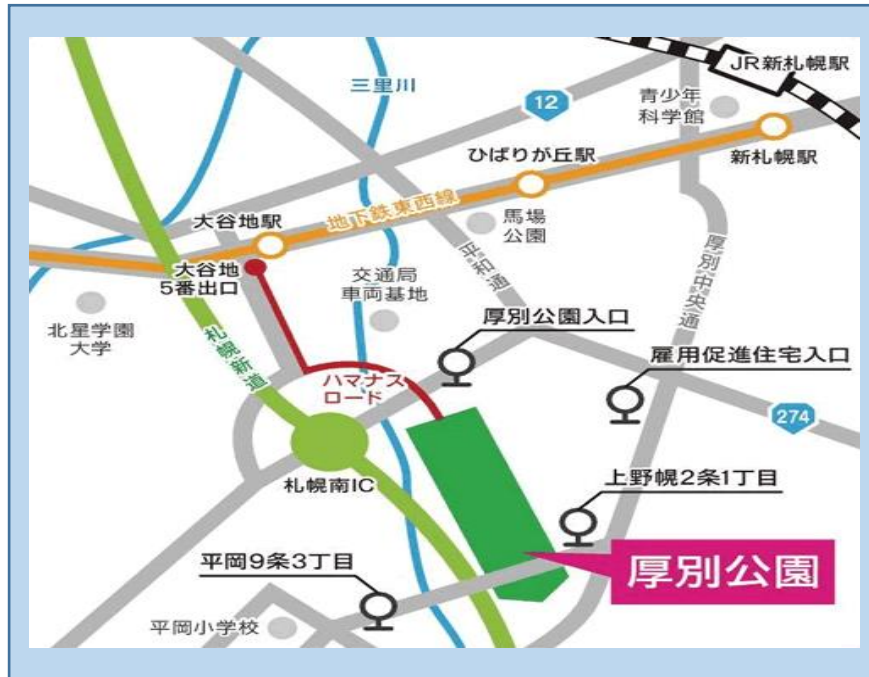 JR新札幌駅
三里川
12
青少年
科学館
ひばりが丘駅
新札幌駅
大谷地駅
地下鉄東西線
馬場
公園
大谷地
5番出口
交通局
車両基地
平和通
厚別中央通
北星学園
大学
札幌新道
厚別公園入口
雇用促進住宅入口
ハマナス
ロード
274
札幌南IC
上野幌2条1丁目
平岡9条3丁目
厚別公園
平岡小学校